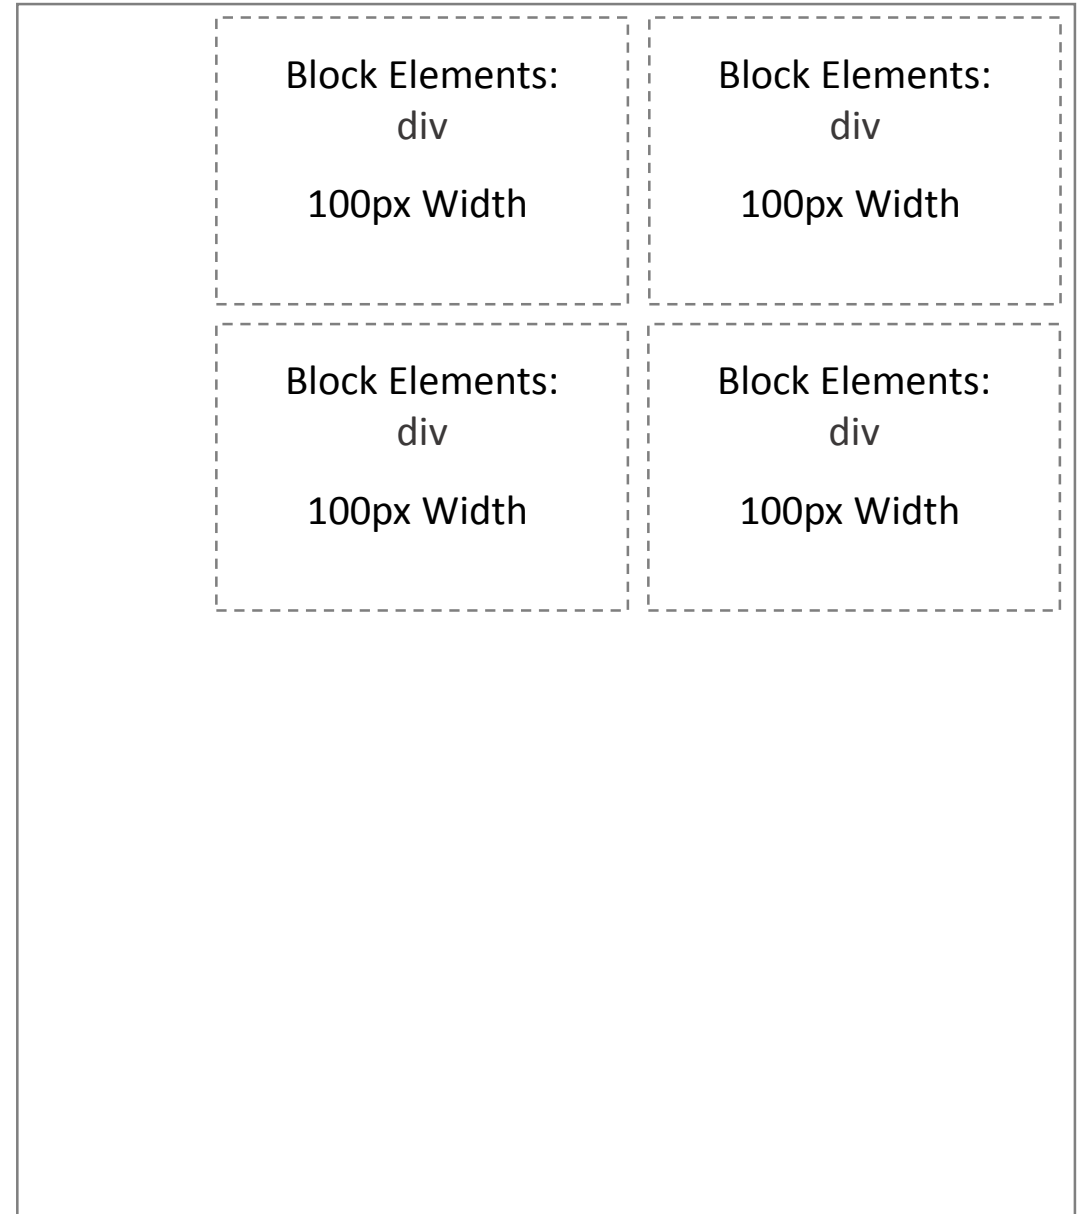 Block Elements:
div
100px Width
Block Elements:
div
100px Width
Block Elements:
div
100px Width
Block Elements:
div
100px Width